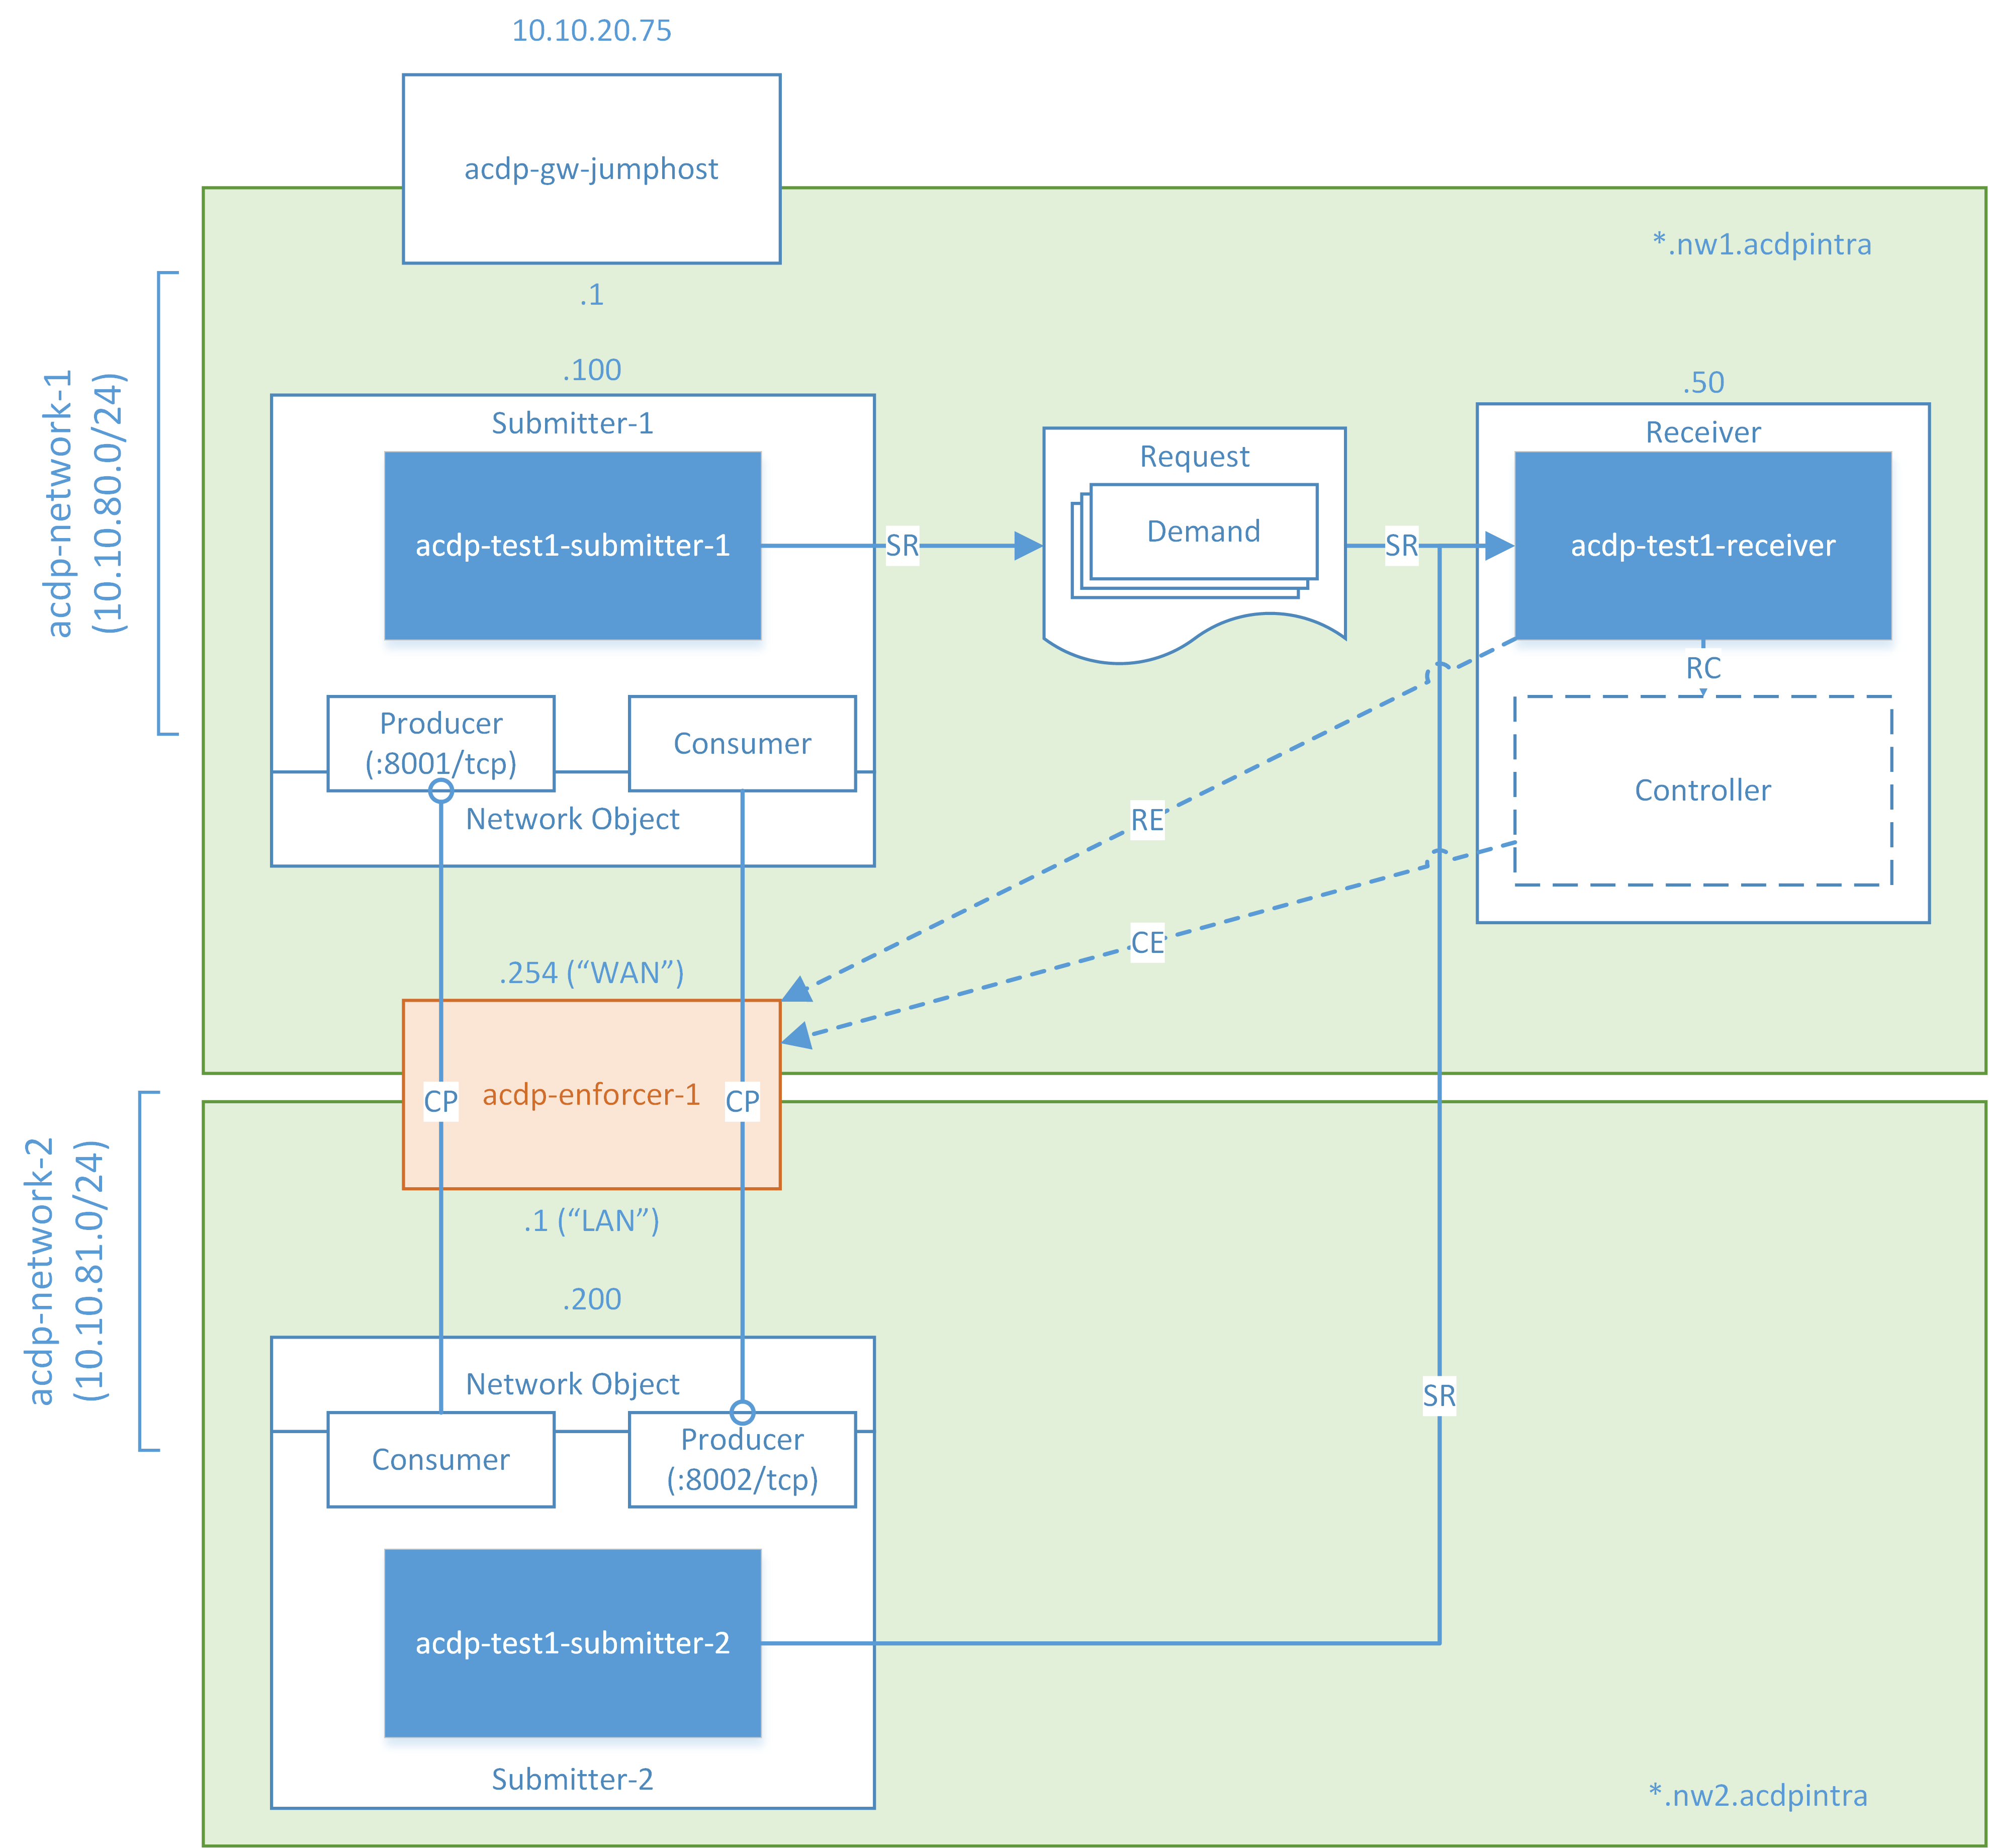 10.10.20.75
acdp-gw-jumphost
*.nw1.acdpintra
.1
acdp-network-1
(10.10.80.0/24)
.100
.50
Submitter-1
Receiver
Request
Demand
acdp-test1-submitter-1
SR
SR
acdp-test1-receiver
RC
Producer
(:8001/tcp)
Consumer
Controller
Network Object
RE
CE
.254 (“WAN”)
CP
acdp-enforcer-1
CP
acdp-network-2
(10.10.81.0/24)
.1 (“LAN”)
.200
Network Object
SR
Consumer
Producer
(:8002/tcp)
acdp-test1-submitter-2
Submitter-2
*.nw2.acdpintra